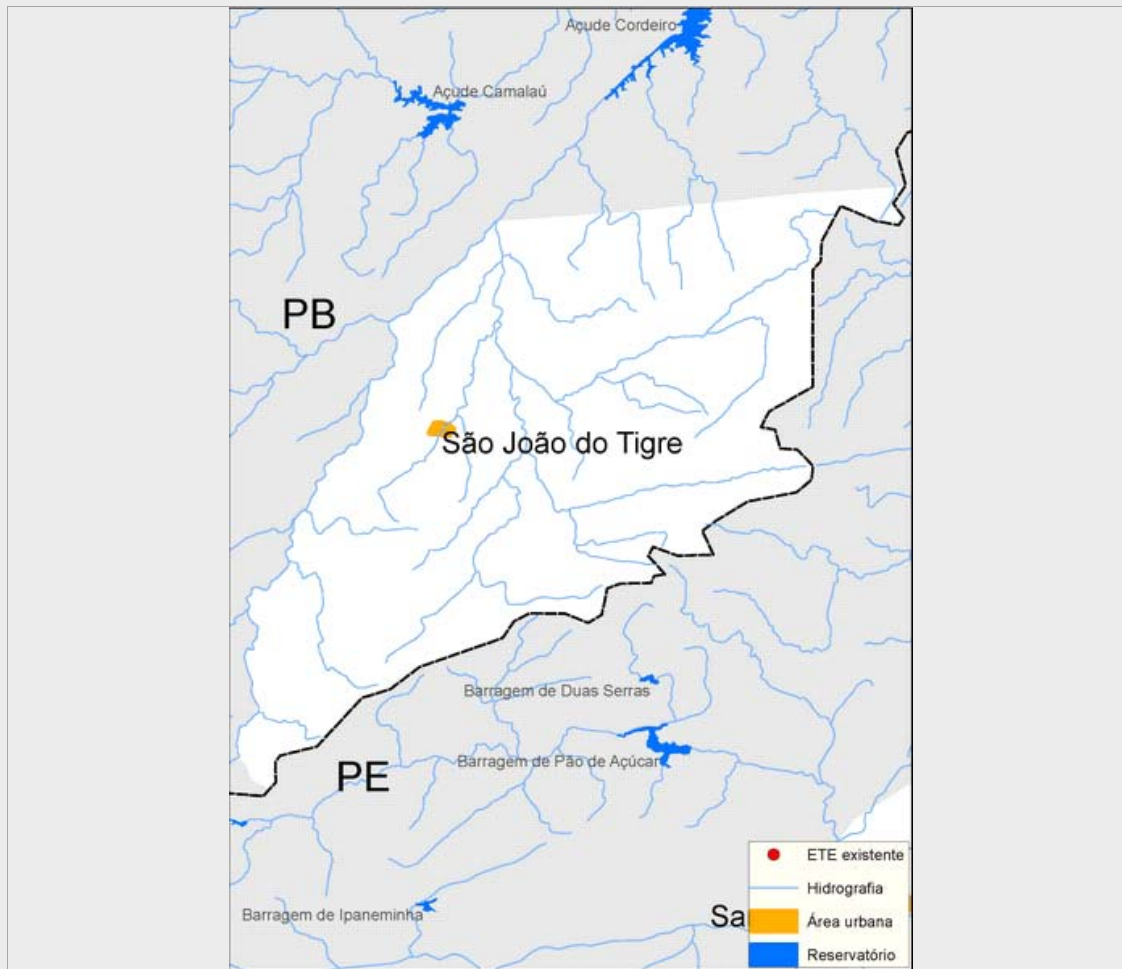 Açude Cordeiro
Açude Camalaú
PB
São João do Tigre
Barragem de Duas Serras
Barragem de Pão de Açúcar
PE
ETE existente
Hidrografia
Barragem de Ipaneminha
Sa
Área urbana
Reservatório